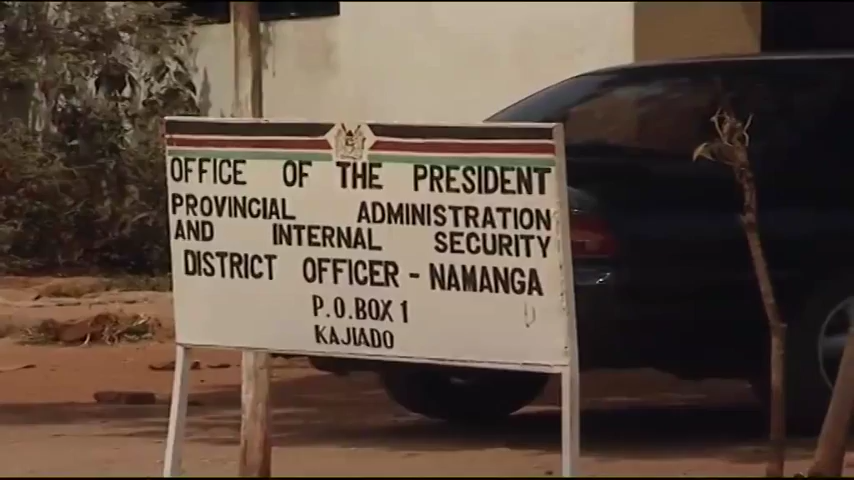 OFFICE OF THE PRESIDENT
PROVINCIAL ADMINISTRATION
AND INTERNAL SECURITY
DISTRICT OFFICER - NAMANGA
P.O.BOX 1
KAJIADO